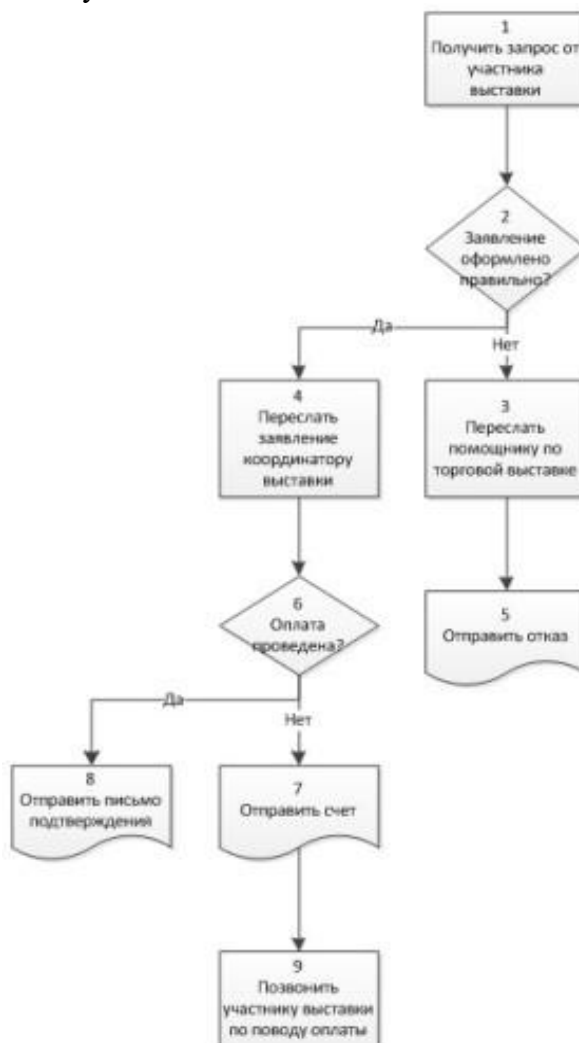 1
Получить запрос от
участника
выставки
2
Заявление
оформлено
правильно?
Да
Нет
4
Переслать
заявление
координатору
выставки
3
Переслать
помощнику по
торговой выставке
6
Оплата
проведена?
5
Отправить отказ
Да
Нет
8
Отправить письмо
подтверждения
7
Отправить счет
9
Позвонить
участнику выставки
по поводу оплаты